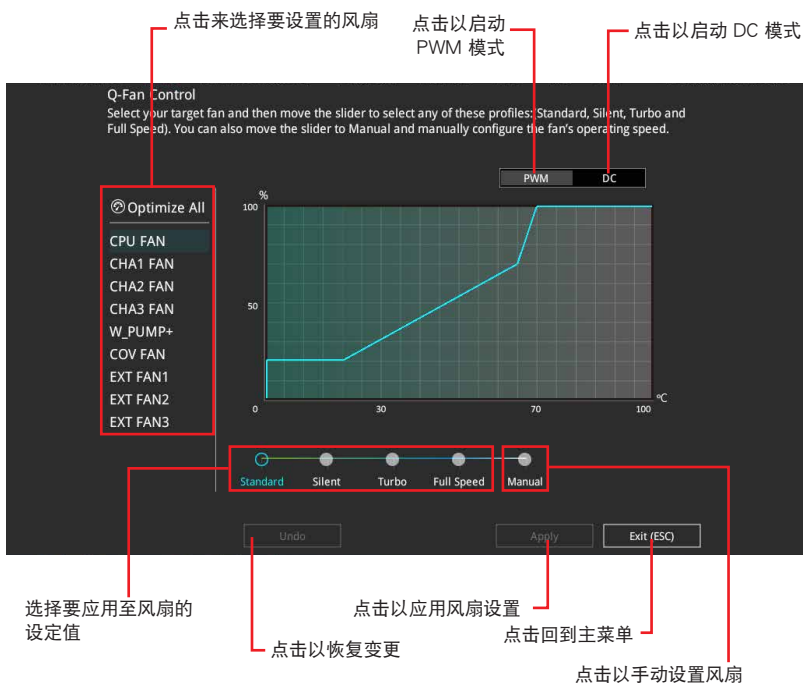 点击来选择要设置的风扇
点击以启动
PWM 模式
点击以启动 DC 模式
Q-Fan Control
Select your target fan and then move the slider to select any of these profiles:(Standard, Silent, Turbo and
Full Speed). You can also move the slider to Manual and manually configure the fan's operating speed.
PWM
DC
Optimize All
CPU FAN
CHA1 FAN
CHA2 FAN
CHA3 FAN
W_PUMP+
COV FAN
EXT FAN1
EXT FAN2
EXT FAN3
%
100
50
0
30
70
100
℃
Standard
Silent
Turbo
Full Speed
Manual
Undo
Apply
Exit (ESC)
选择要应用至风扇的
设定值
点击以恢复变更
点击以应用风扇设置
点击回到主菜单
点击以手动设置风扇